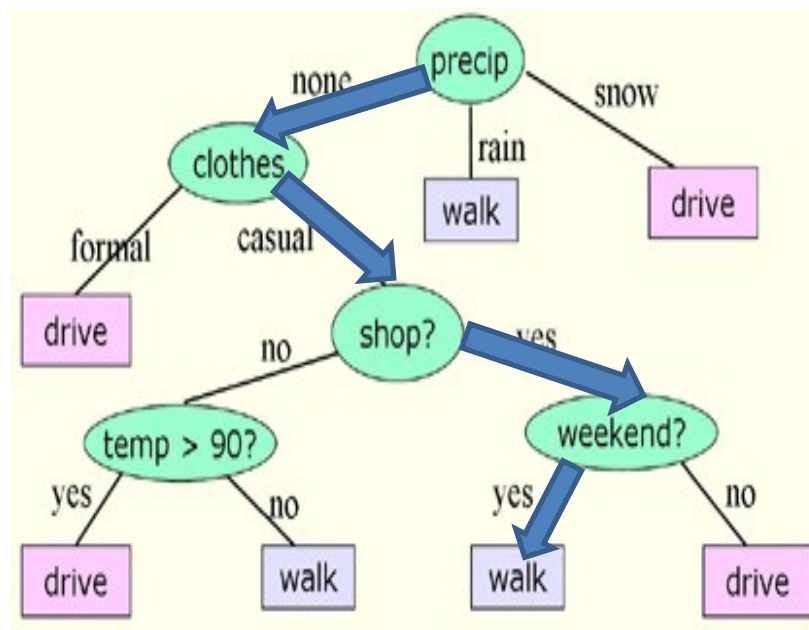 precip
none
snow
rain
clothes
walk
drive
formal
casual
drive
shop?
no
yes
temp > 90?
weekend?
yes
no
yes
no
drive
walk
walk
drive